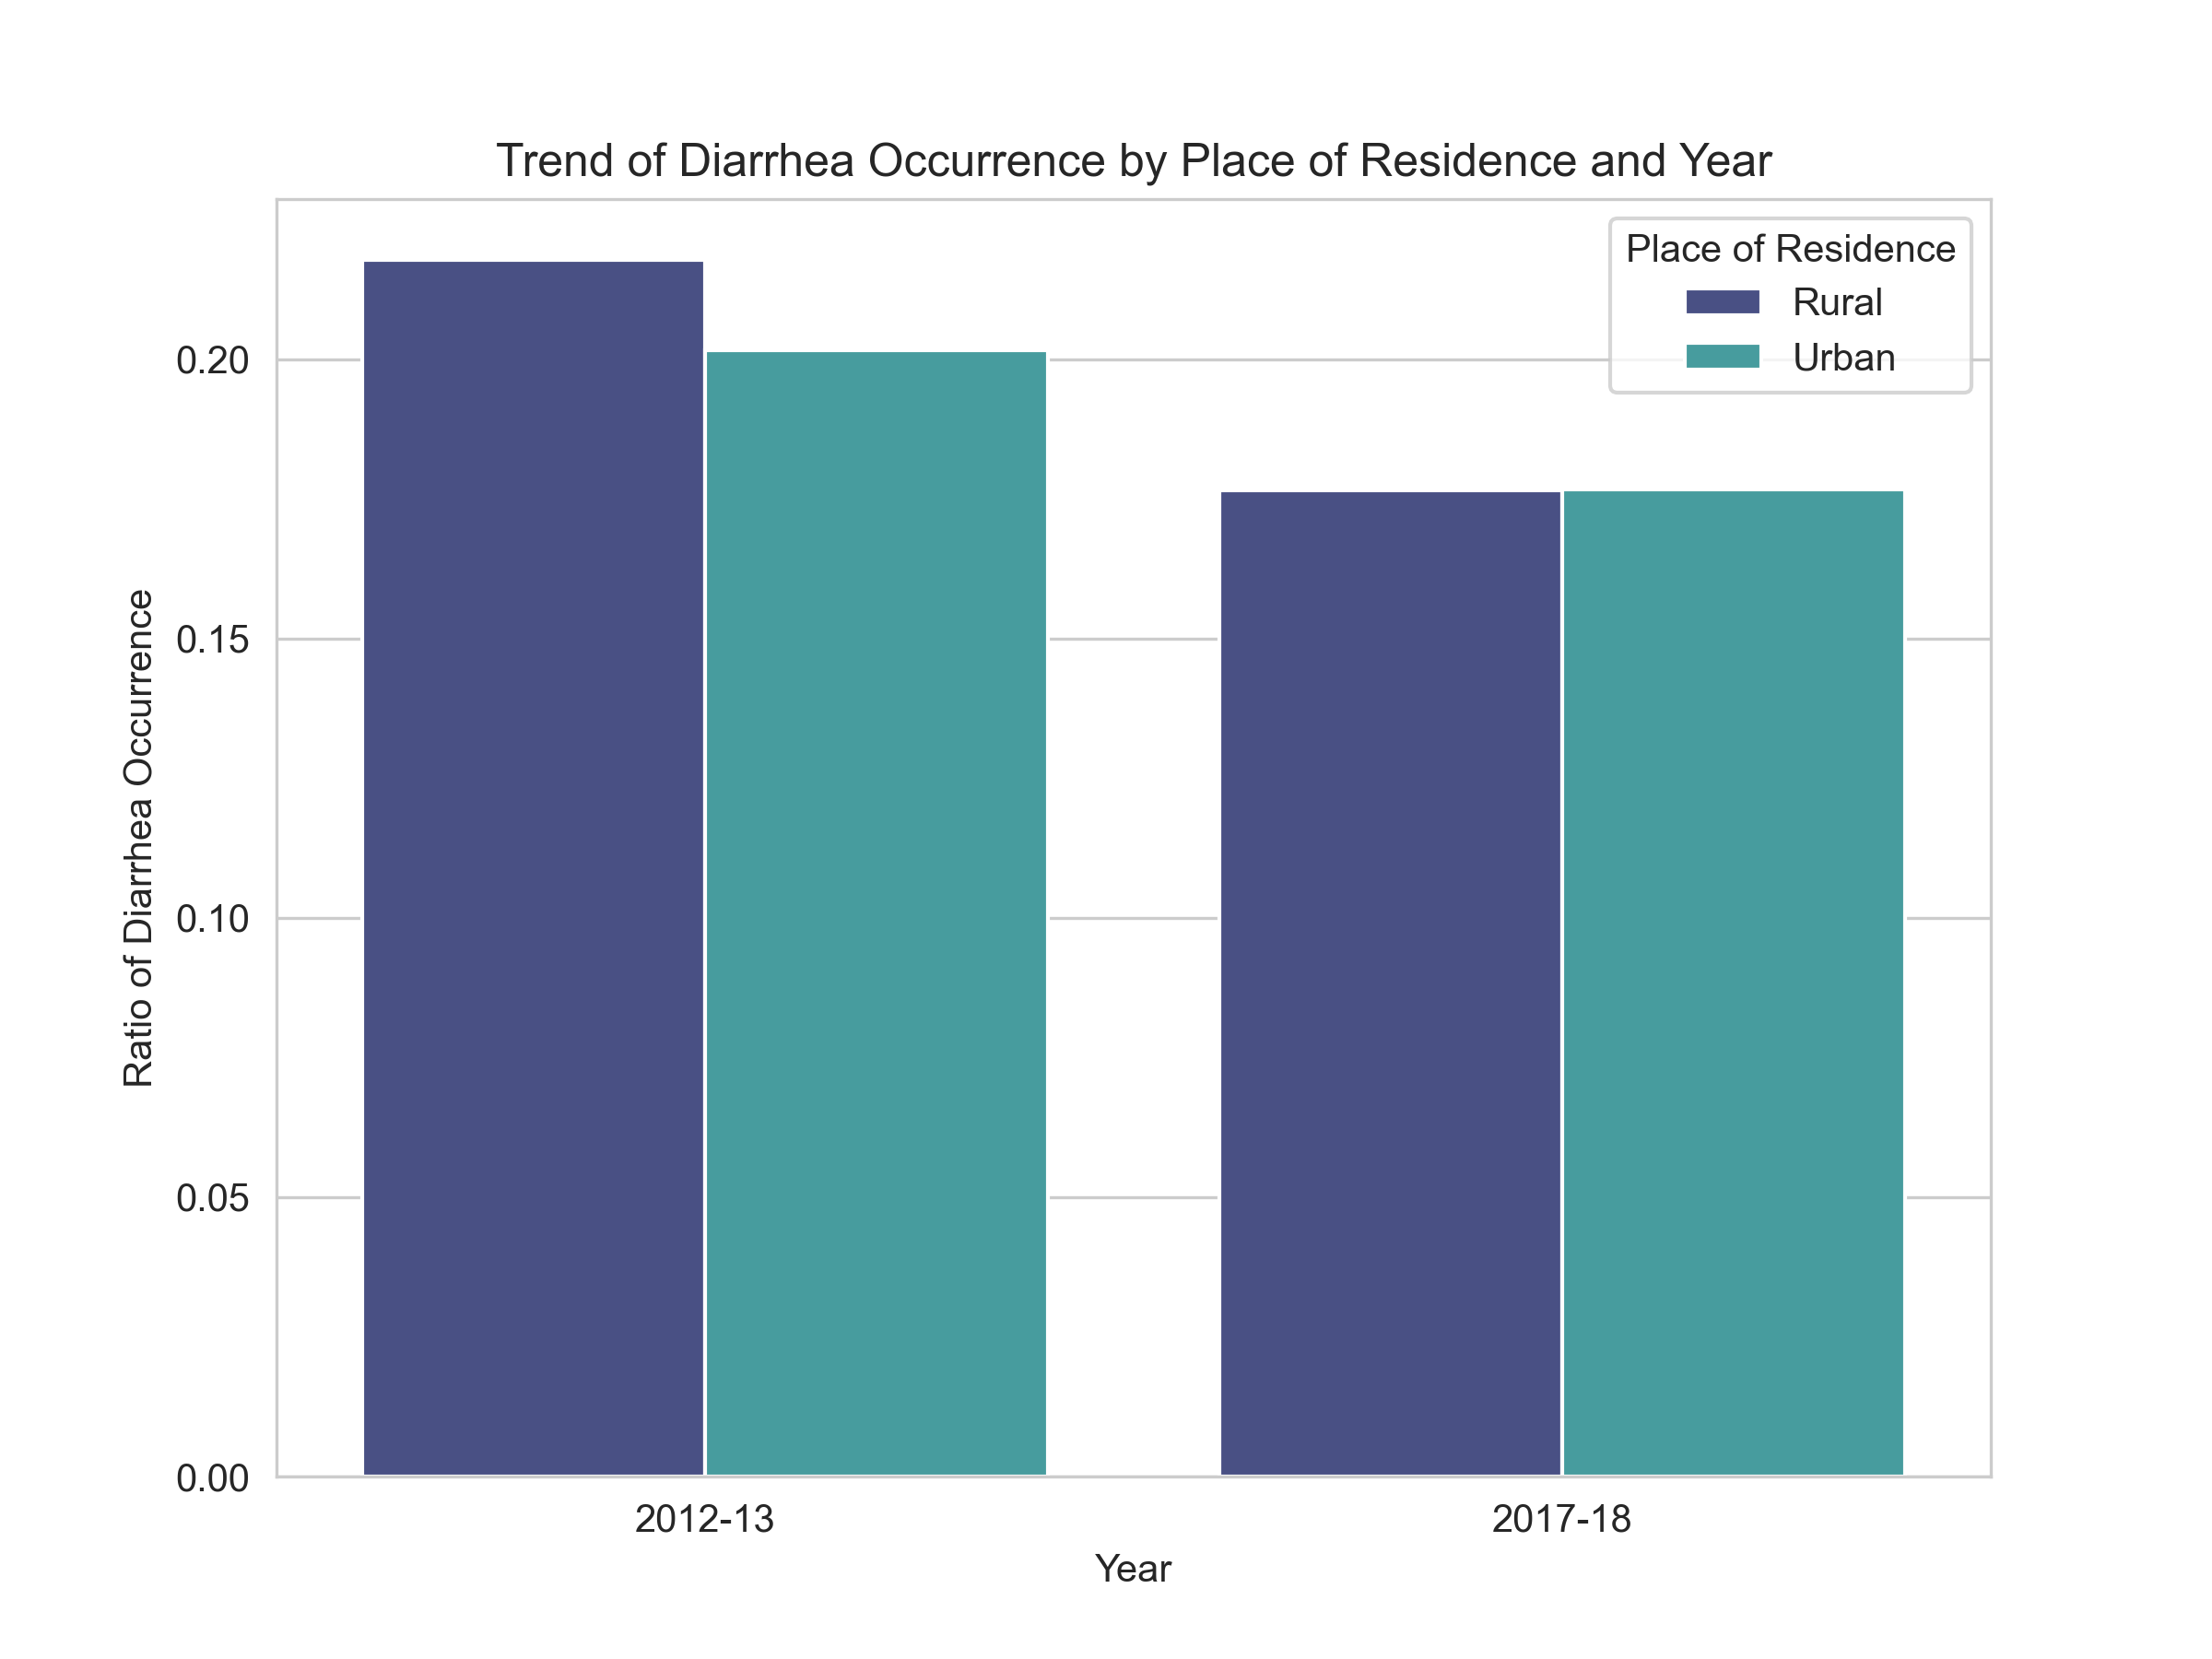 Trend of Diarrhea Occurrence by Place of Residence and Year
Place of Residence
Rural
Urban
Ratio of Diarrhea Occurrence
0.20
0.15
0.10
0.05
0.00
2012-13
2017-18
Year